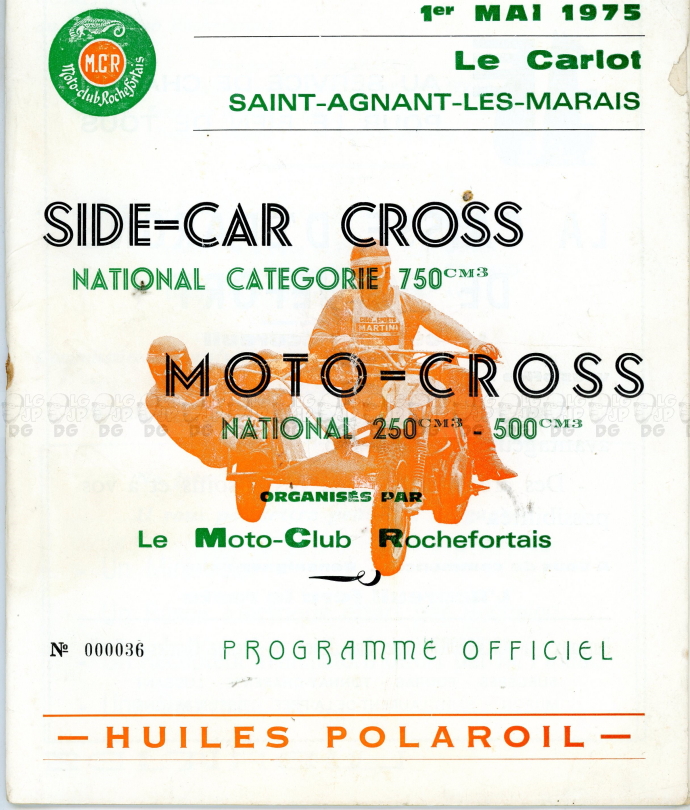 1er MAI 1975
Le Carlot
SAINT-AGNANT-LES-MARAIS
M.C.R
Moto-club Rochefortais
SIDE=CAR CROSS
NATIONAL CATEGORIE 750CM3
MARTINI
MOTO=CROSS
NATIONAL 250CM3 - 500CM3
ORGANISÉS PAR
Le Moto-Club Rochefortais
Nº 000036
PROGRAMME OFFICIEL
— HUILES POLAROIL —